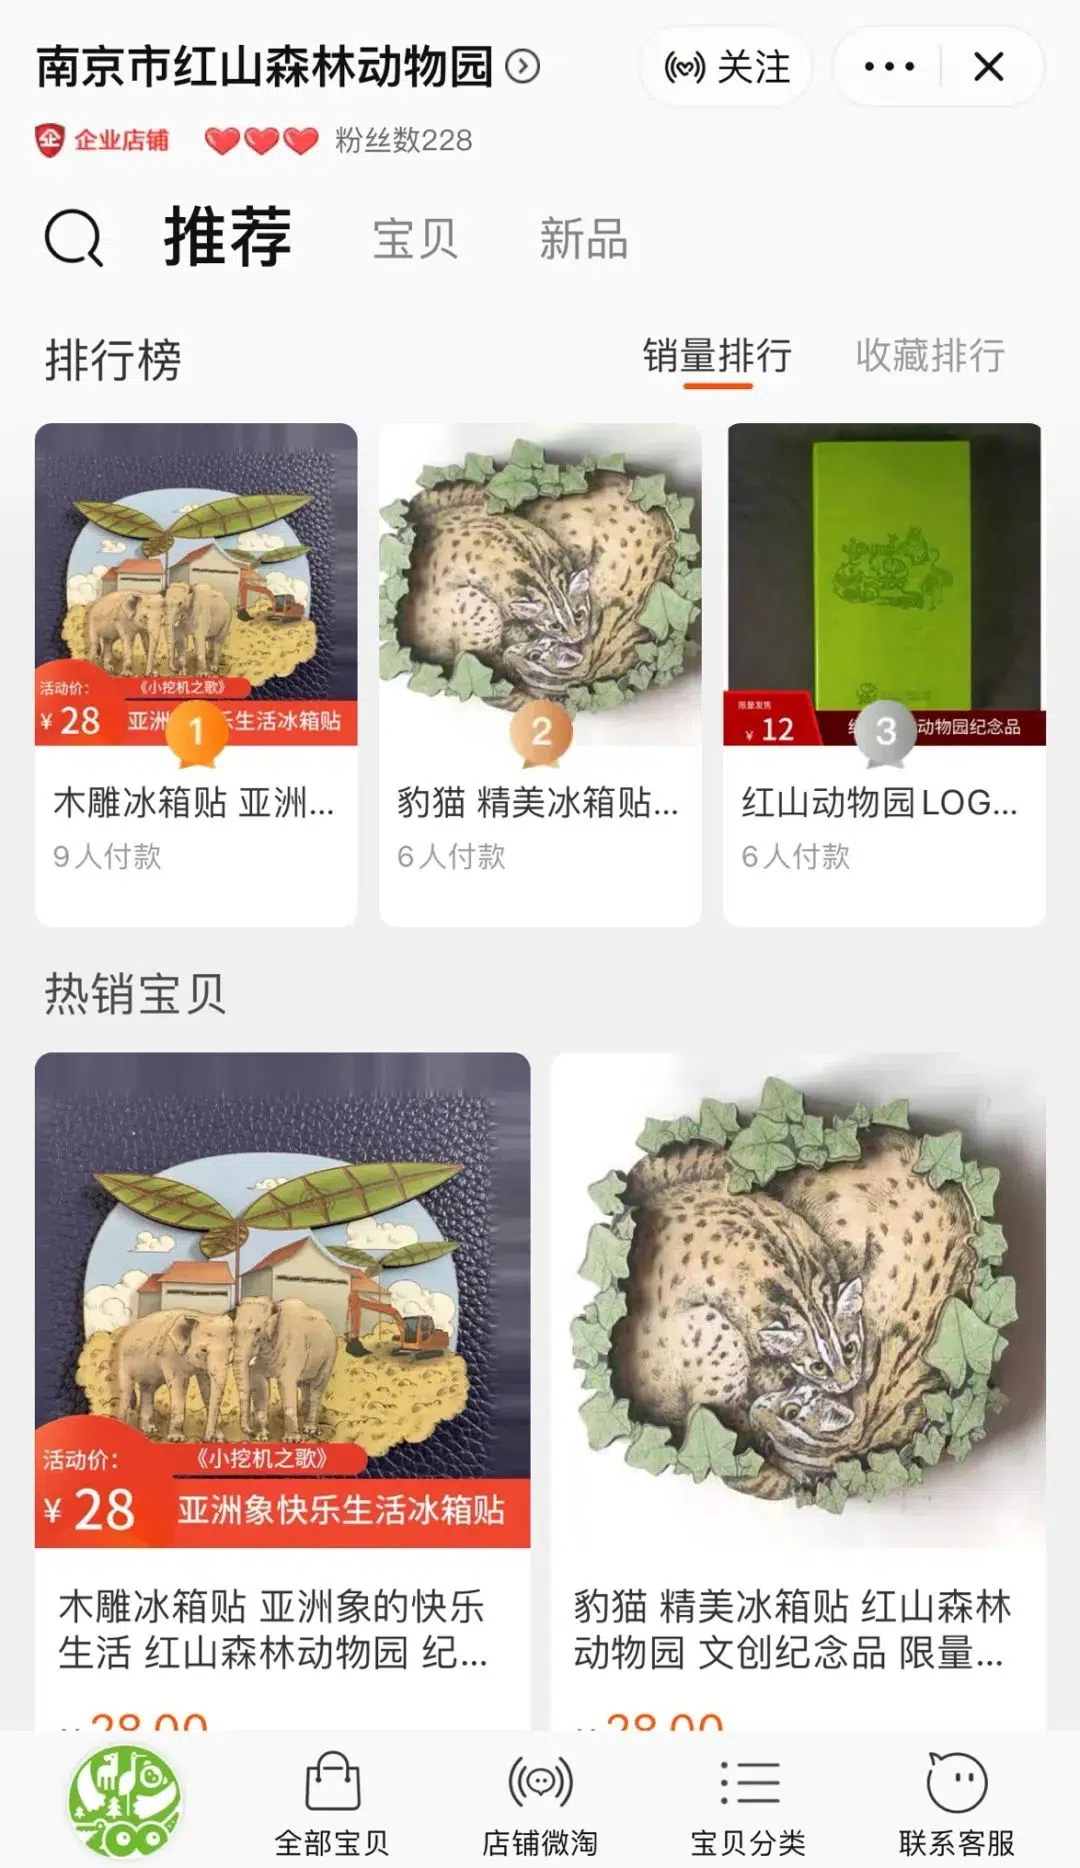 南京市红山森林动物园
关注
企业店铺
粉丝数228
推荐
宝贝
新品
排行榜
销量排行
收藏排行
活动价：
《小挖机之歌》
¥ 28
亚洲
乐生活冰箱贴
1
2
限量发售
¥ 12
动物园纪念品
3
木雕冰箱贴 亚洲...
9人付款
豹猫 精美冰箱贴...
6人付款
红山动物园LOG...
6人付款
热销宝贝
活动价：
《小挖机之歌》
¥ 28
亚洲象快乐生活冰箱贴
木雕冰箱贴 亚洲象的快乐
生活 红山森林动物园 纪...
¥ 28.00
豹猫 精美冰箱贴 红山森林
动物园 文创纪念品 限量...
¥ 28.00
全部宝贝
店铺微淘
宝贝分类
联系客服